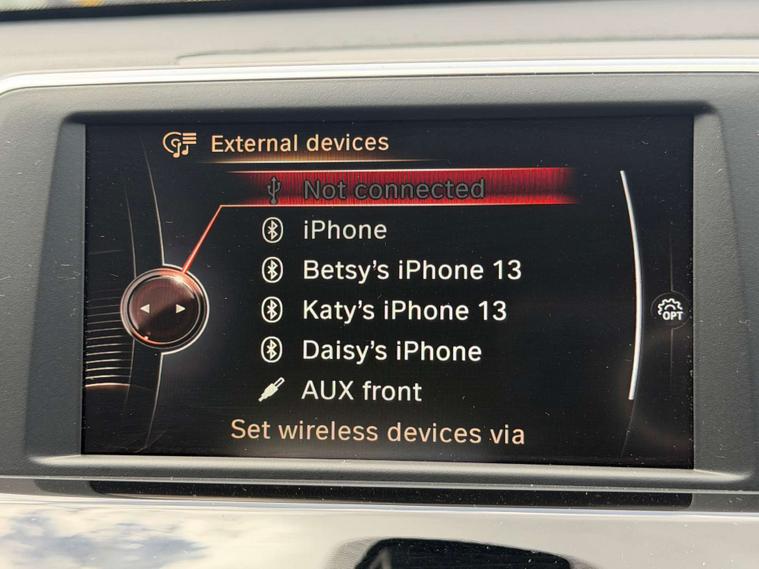 External devices
Not connected
iPhone
Betsy's iPhone 13
Katy's iPhone 13
Daisy's iPhone
AUX front
Set wireless devices via
OPT